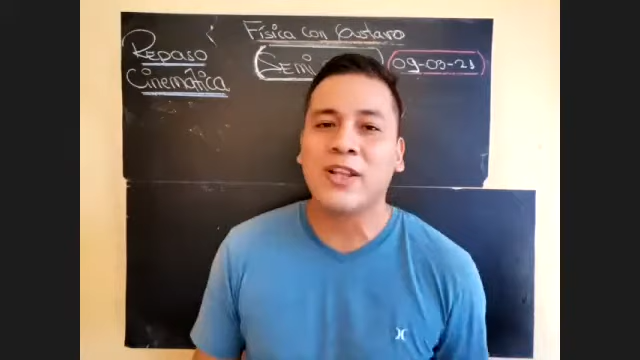 Física con Gustavo
Repaso
Cinemática
Semi
09-03-21